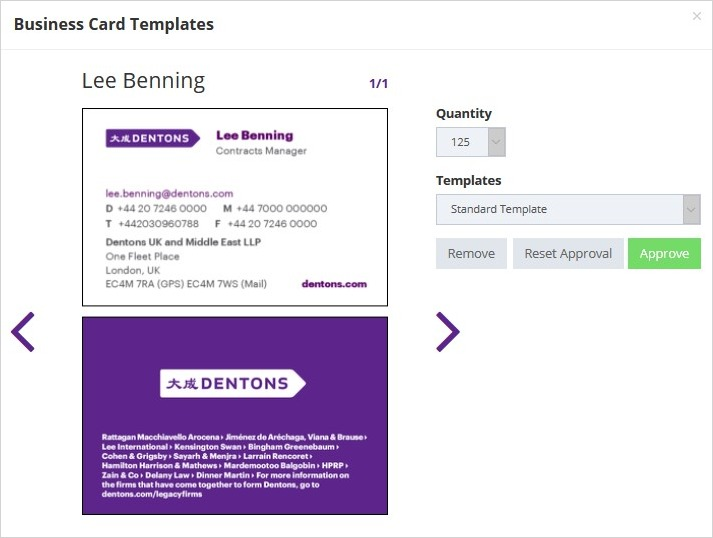 Business Card Templates
×
Lee Benning
1/1
大成 DENTONS
Lee Benning
Contracts Manager
lee.benning@dentons.com
D +44 20 7246 0000 M +44 7000 000000
T +442030960788 F +44 20 7246 0000
Dentons UK and Middle East LLP
One Fleet Place
London, UK
EC4M 7RA (GPS) EC4M 7WS (Mail) dentons.com
大成 DENTONS
Rattagan Macchiavello Arocena › Jiménez de Aréchaga, Viana & Brause ›
Lee International › Kensington Swan › Bingham Greenebaum ›
Cohen & Grigsby › Sayarh & Menjra › Larraín Rencoret ›
Hamilton Harrison & Mathews › Mardemootoo Balgobin › HPRP ›
Zain & Co › Delany Law › Dinner Martin › For more information on
the firms that have come together to form Dentons, go to
dentons.com/legacyfirms
Quantity
125
Templates
Standard Template
Remove
Reset Approval
Approve